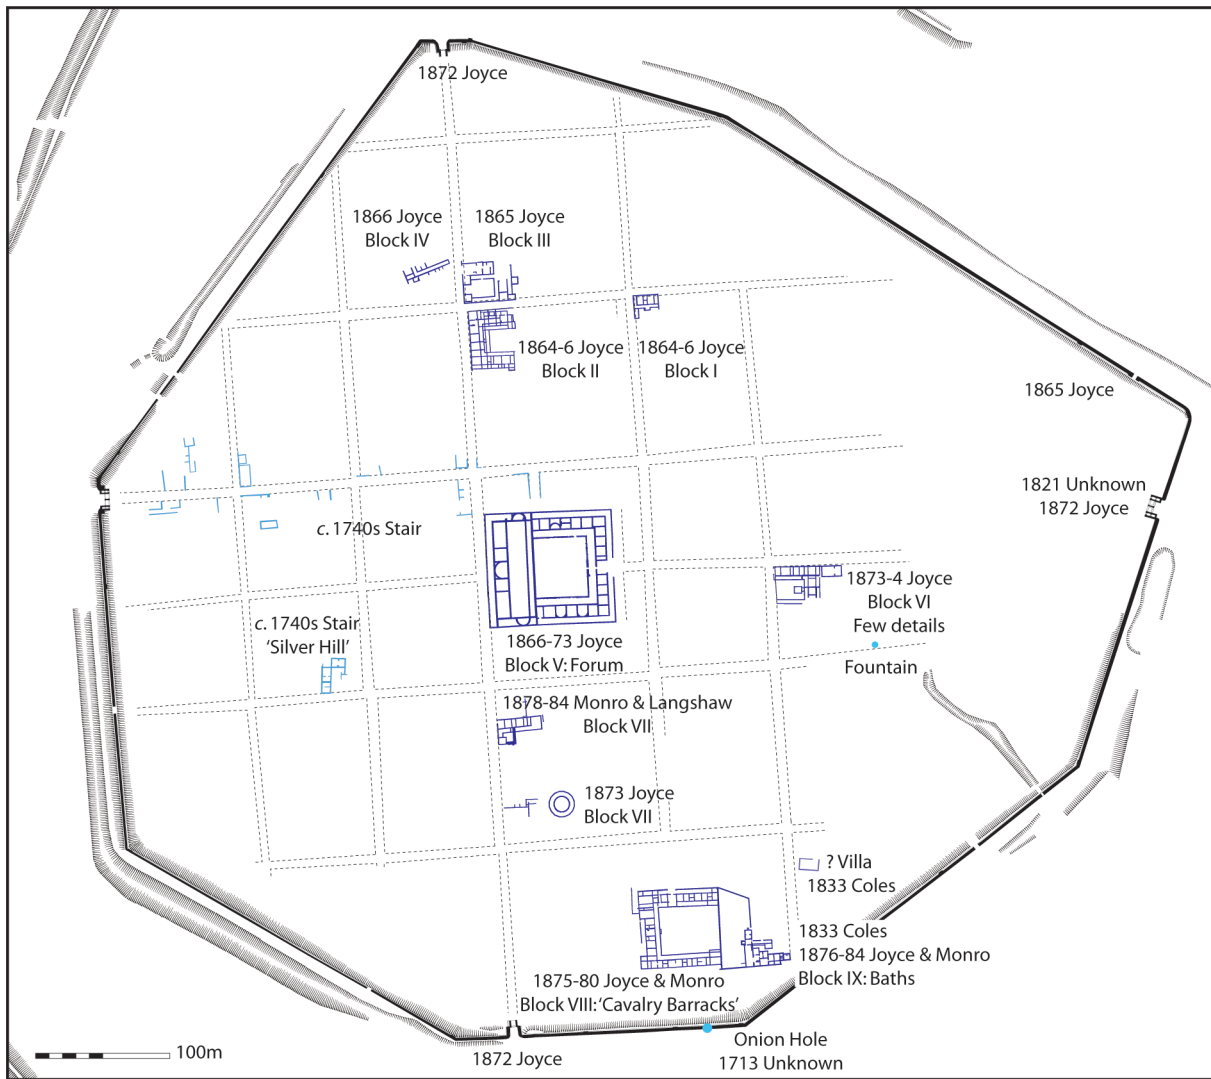 1872 Joyce
1866 Joyce
Block IV
1865 Joyce
Block III
1864-6 Joyce
Block II
1864-6 Joyce
Block I
1865 Joyce
1821 Unknown
1872 Joyce
c. 1740s Stair
1873-4 Joyce
Block VI
Few details
Fountain
c. 1740s Stair
‘Silver Hill’
1866-73 Joyce
Block V: Forum
1878-84 Monro & Langshaw
Block VII
1873 Joyce
Block VII
? Villa
1833 Coles
1833 Coles
1876-84 Joyce & Monro
Block IX: Baths
1875-80 Joyce & Monro
Block VIII: ‘Cavalry Barracks’
Onion Hole
1713 Unknown
1872 Joyce
100m